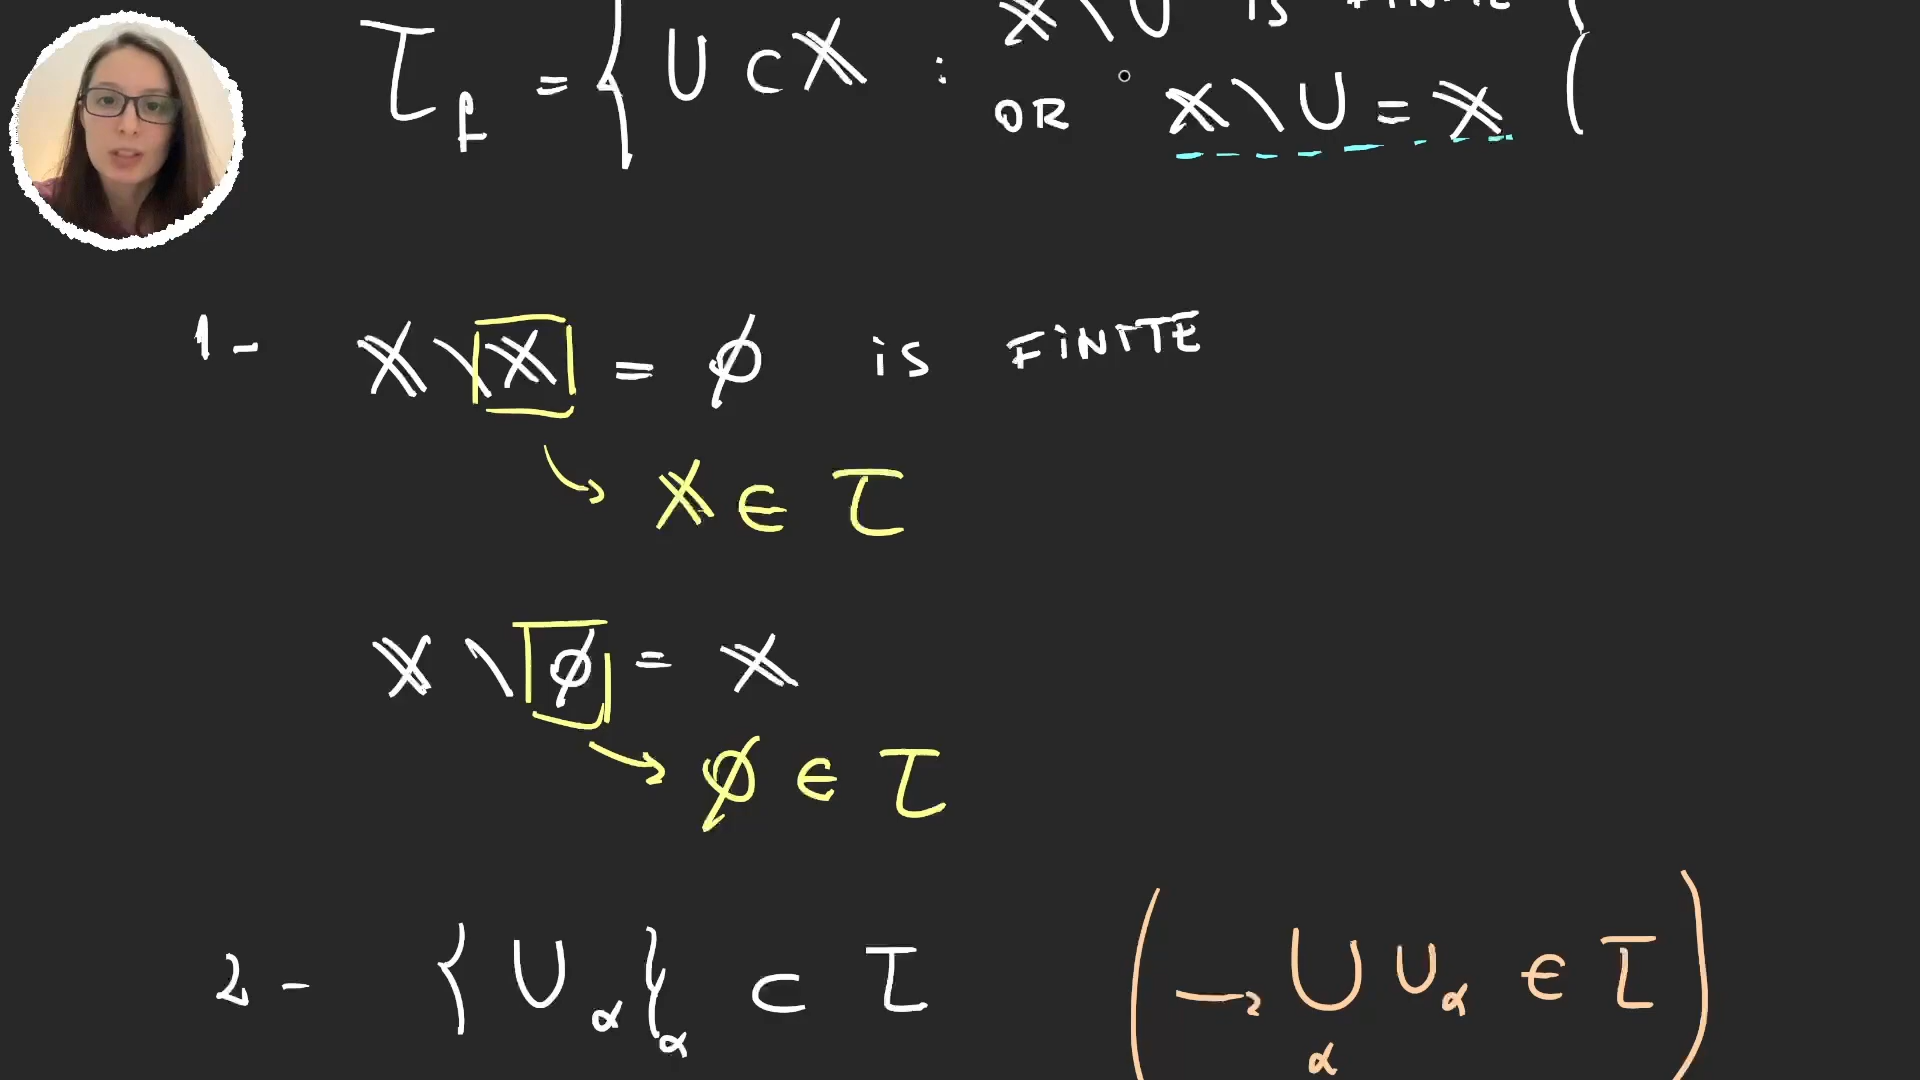 X \ U is FINITE
τ_f = { U ⊂ X :
OR X \ U = X }
1- X \ X = ∅ is FINITE
X ∈ τ
X \ ∅ = X
→ ∅ ∈ τ
2- { U_α }_α ⊂ τ ( → ⋃_α U_α ∈ τ )